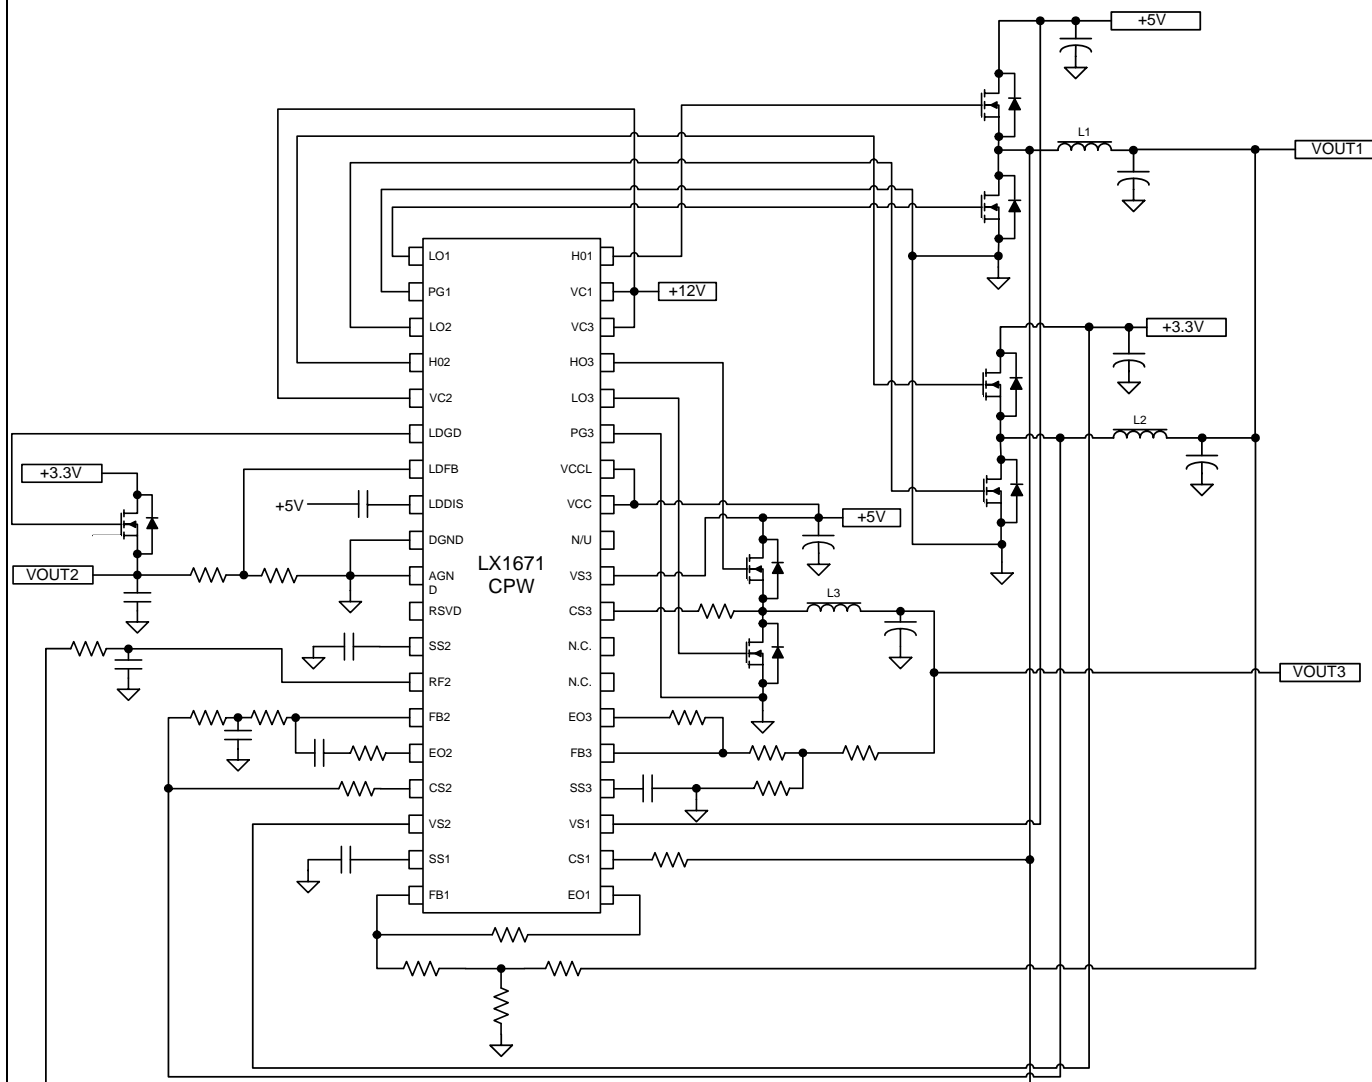 +5V
L1
VOUT1
LO1
H01
PG1
VC1
+12V
LO2
VC3
+3.3V
H02
HO3
VC2
LO3
L2
LDGD
PG3
+3.3V
LDFB
VCCL
+5V
LDDIS
VCC
+5V
DGND
N/U
LX1671
CPW
VOUT2
AGN
D
VS3
L3
RSVD
CS3
SS2
N.C.
RF2
N.C.
VOUT3
FB2
EO3
EO2
FB3
CS2
SS3
VS2
VS1
SS1
CS1
FB1
EO1